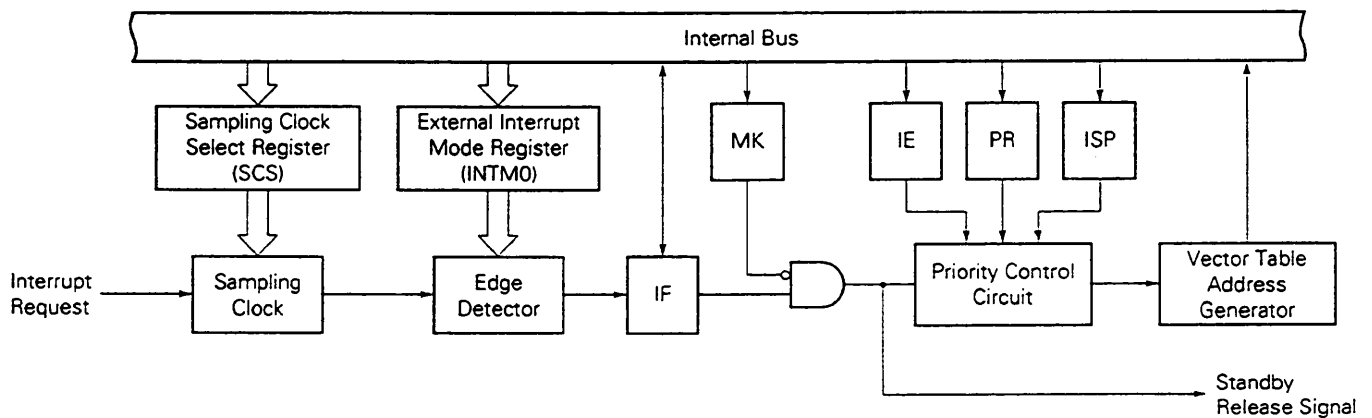 Internal Bus
Sampling Clock
Select Register
(SCS)
External Interrupt
Mode Register
(INTM0)
MK
IE
PR
ISP
Interrupt
Request
Sampling
Clock
Edge
Detector
IF
Priority Control
Circuit
Vector Table
Address
Generator
Standby
Release Signal